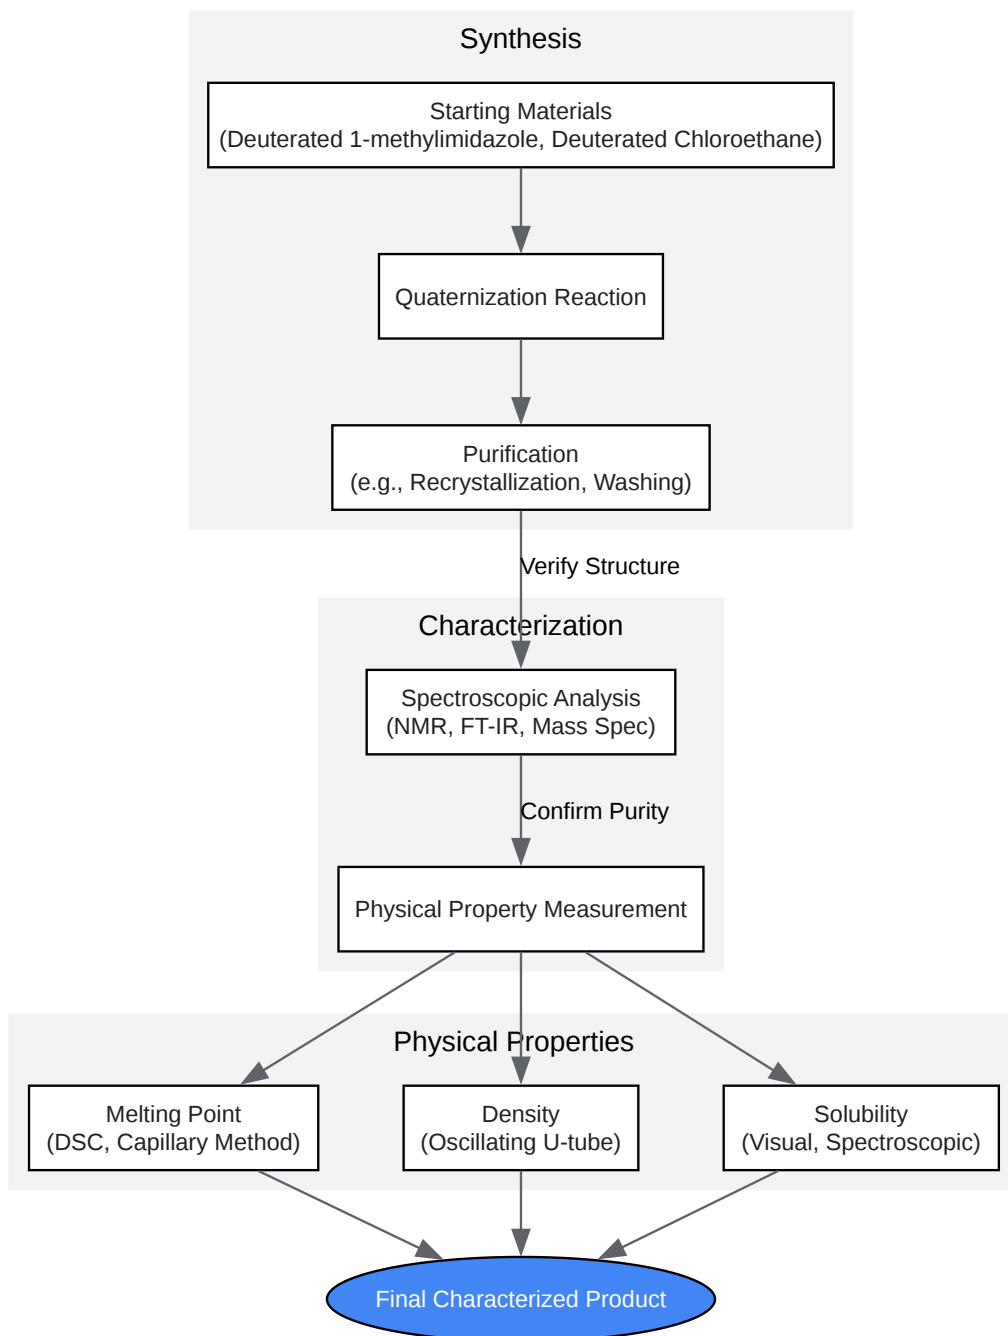 Synthesis
Starting Materials
(Deuterated 1-methylimidazole, Deuterated Chloroethane)
Quaternization Reaction
Purification
(e.g., Recrystallization, Washing)
Verify Structure
Characterization
Spectroscopic Analysis
(NMR, FT-IR, Mass Spec)
Confirm Purity
Physical Property Measurement
Physical Properties
Melting Point
(DSC, Capillary Method)
Density
(Oscillating U-tube)
Solubility
(Visual, Spectroscopic)
Final Characterized Product